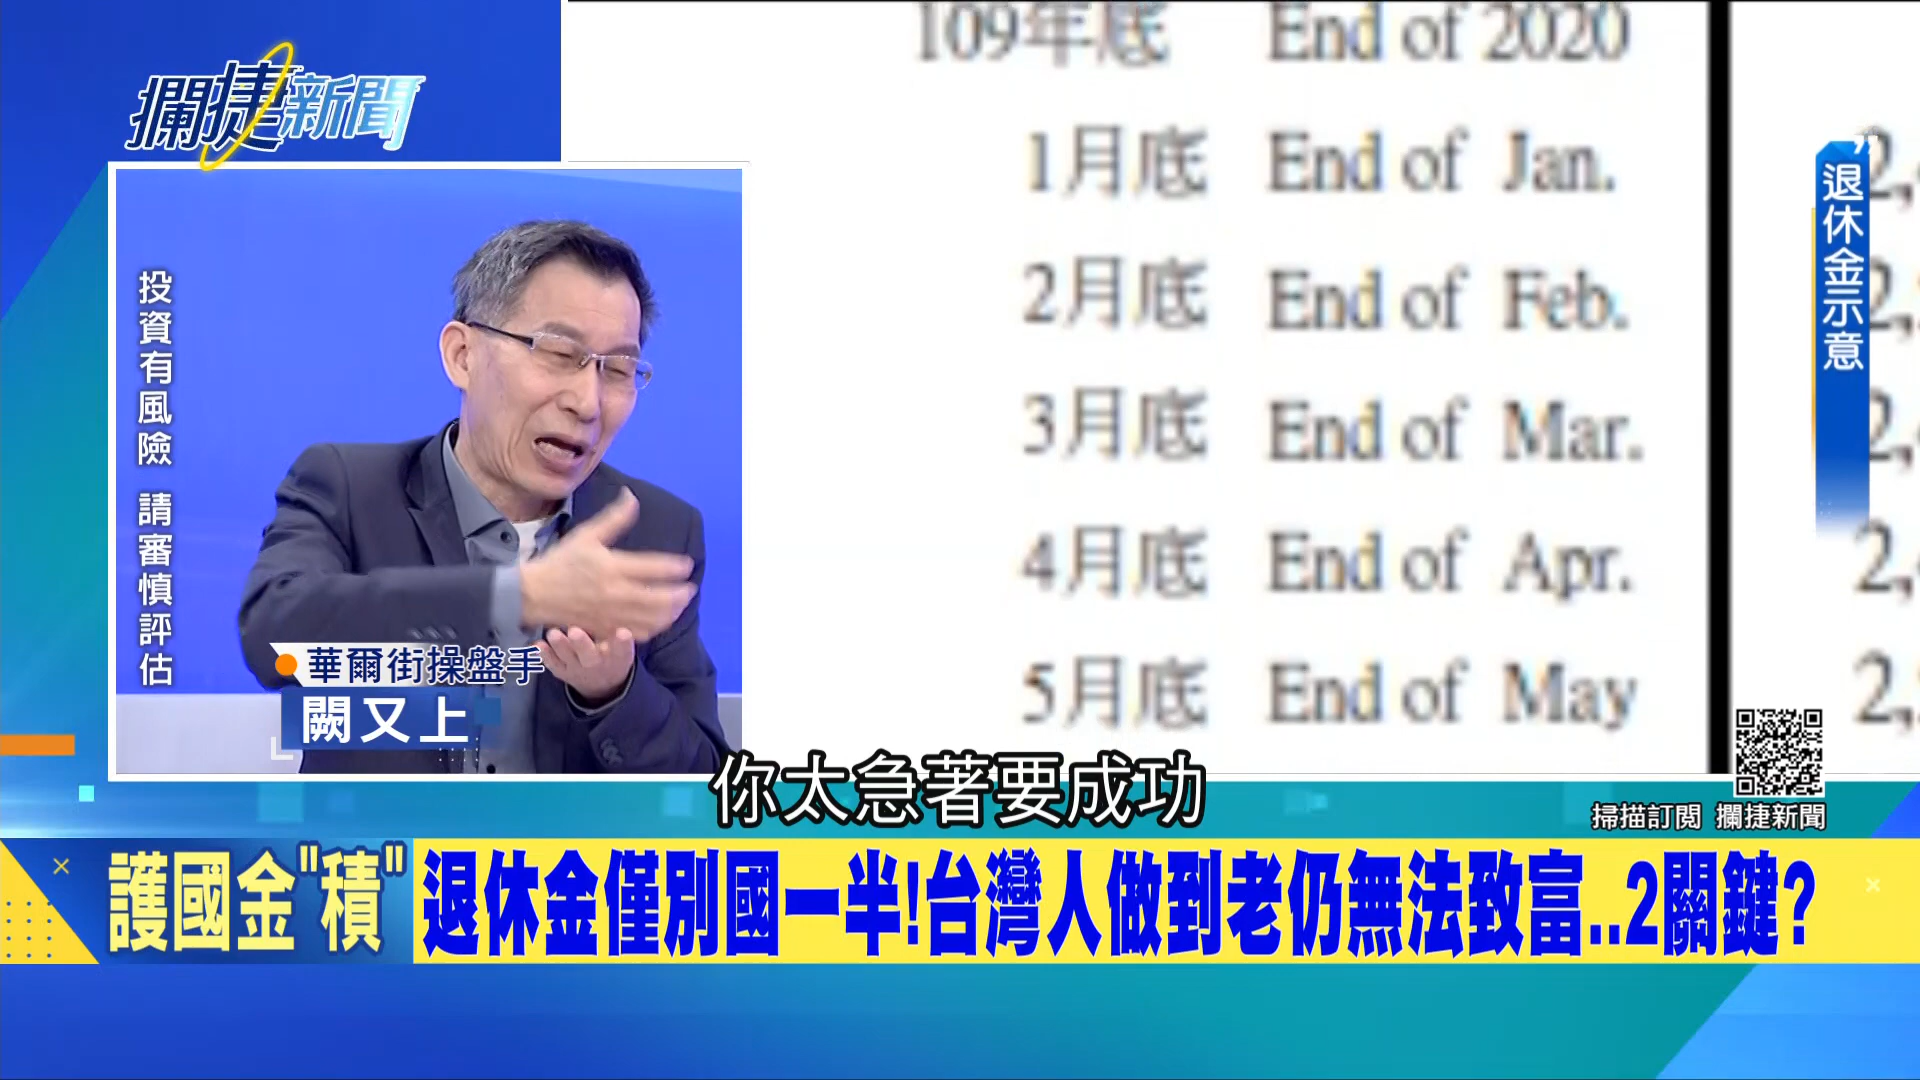 攔捷新聞
109年底 End of 2020
1月底 End of Jan.
2月底 End of Feb.
3月底 End of Mar.
4月底 End of Apr.
5月底 End of May
退休金示意
投資有風險 請審慎評估
華爾街操盤手
闕又上
你太急著要成功
掃描訂閱 攔捷新聞
護國金"積"
退休金僅別國一半!台灣人做到老仍無法致富..2關鍵?